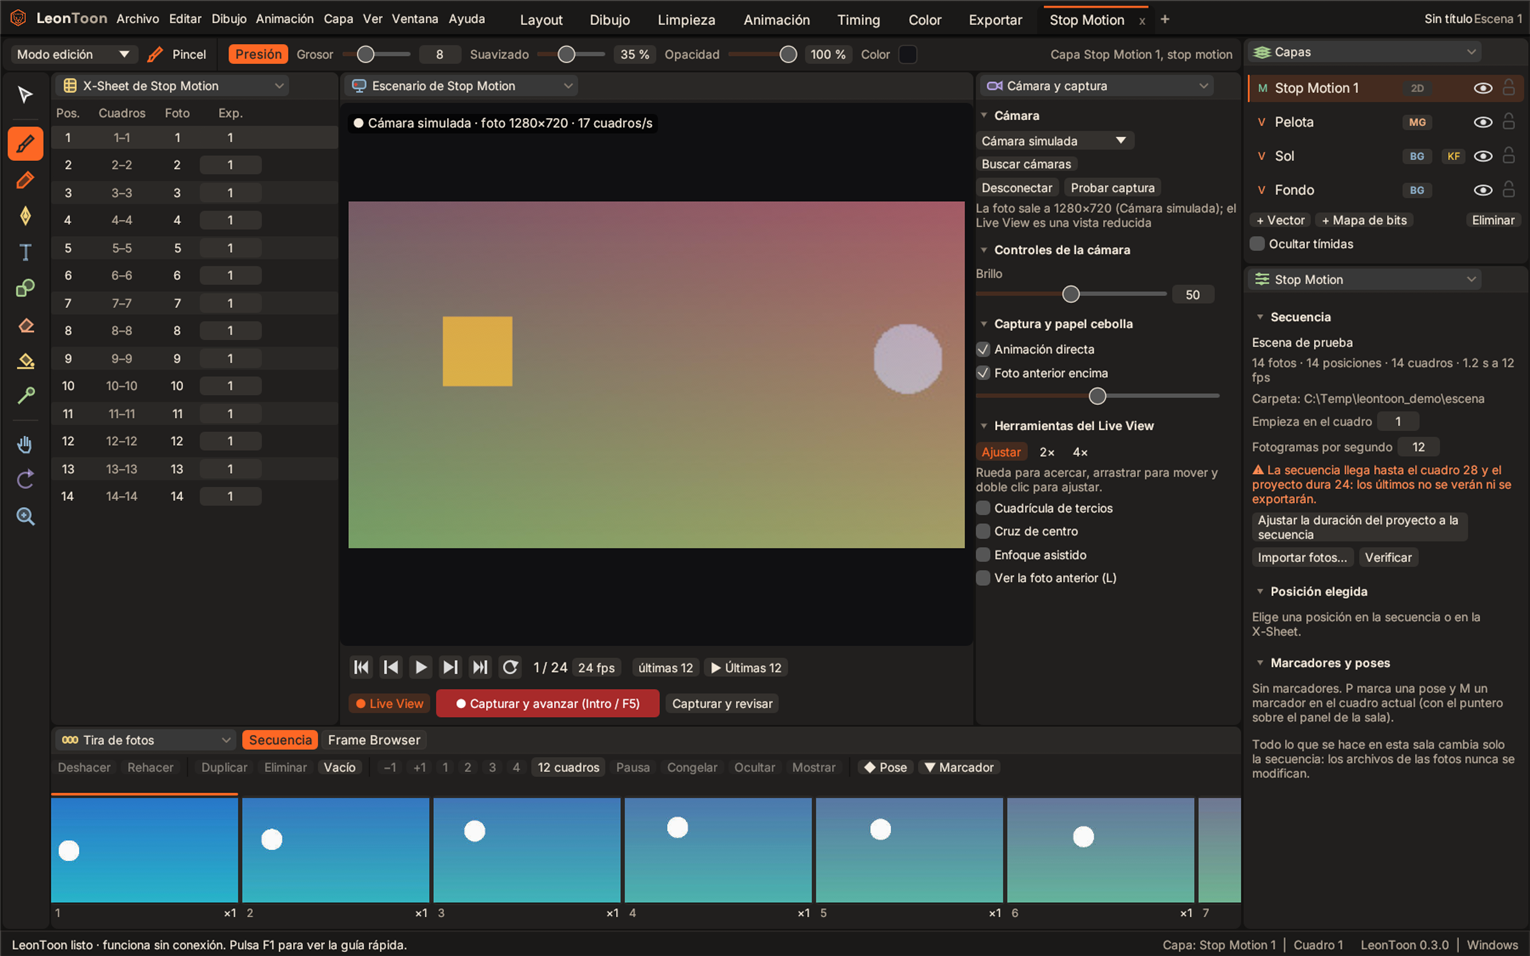 LeonToon Archivo Editar Dibujo Animación Capa Ver Ventana Ayuda Layout Dibujo Limpieza Animación Timing Color Exportar Stop Motion x + Sin título Escena 1
Modo edición Pincel Presión Grosor 8 Suavizado 35 % Opacidad 100 % Color Capa Stop Motion 1, stop motion
X-Sheet de Stop Motion
Pos. Cuadros Foto Exp.
1 1–1 1 1
2 2–2 2 1
3 3–3 3 1
4 4–4 4 1
5 5–5 5 1
6 6–6 6 1
7 7–7 7 1
8 8–8 8 1
9 9–9 9 1
10 10–10 10 1
11 11–11 11 1
12 12–12 12 1
13 13–13 13 1
14 14–14 14 1
Escenario de Stop Motion
Cámara simulada · foto 1280×720 · 17 cuadros/s
1 / 24 24 fps últimas 12 Últimas 12
Live View Capturar y avanzar (Intro / F5) Capturar y revisar
Cámara y captura
Cámara
Cámara simulada
Buscar cámaras
Desconectar Probar captura
La foto sale a 1280×720 (Cámara simulada); el
Live View es una vista reducida
Controles de la cámara
Brillo
50
Captura y papel cebolla
Animación directa
Foto anterior encima
Herramientas del Live View
Ajustar 2× 4×
Rueda para acercar, arrastrar para mover y
doble clic para ajustar.
Cuadrícula de tercios
Cruz de centro
Enfoque asistido
Ver la foto anterior (L)
Capas
M Stop Motion 1 2D
V Pelota MG
V Sol BG KF
V Fondo BG
+ Vector + Mapa de bits Eliminar
Ocultar tímidas
Stop Motion
Secuencia
Escena de prueba
14 fotos · 14 posiciones · 14 cuadros · 1.2 s a 12
fps
Carpeta: C:\Temp\leontoon_demo\escena
Empieza en el cuadro 1
Fotogramas por segundo 12
La secuencia llega hasta el cuadro 28 y el
proyecto dura 24: los últimos no se verán ni se
exportarán.
Ajustar la duración del proyecto a la
secuencia
Importar fotos... Verificar
Posición elegida
Elige una posición en la secuencia o en la
X-Sheet.
Marcadores y poses
Sin marcadores. P marca una pose y M un
marcador en el cuadro actual (con el puntero
sobre el panel de la sala).
Todo lo que se hace en esta sala cambia solo
la secuencia: los archivos de las fotos nunca se
modifican.
Tira de fotos Secuencia Frame Browser
Deshacer Rehacer Duplicar Eliminar Vacío −1 +1 1 2 3 4 12 cuadros Pausa Congelar Ocultar Mostrar Pose Marcador
1 ×1 2 ×1 3 ×1 4 ×1 5 ×1 6 ×1 7
LeonToon listo · funciona sin conexión. Pulsa F1 para ver la guía rápida. Capa: Stop Motion 1 | Cuadro 1 LeonToon 0.3.0 | Windows